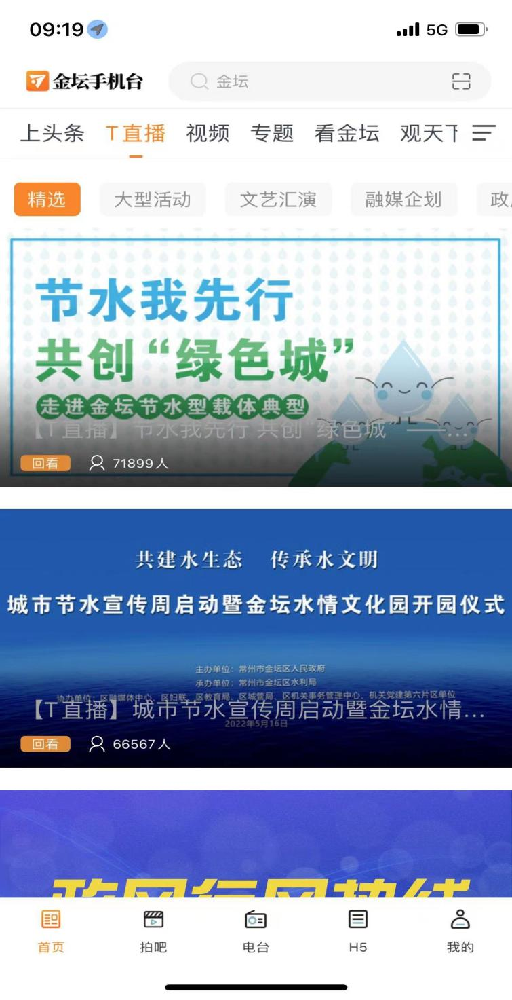 09:19
5G
金坛手机台
金坛
上头条 T直播 视频 专题 看金坛 观天下
精选 大型活动 文艺汇演 融媒企划 政
节水我先行
共创“绿色城”
走进金坛节水型载体典型
【T直播】节水我先行 共创“绿色城”——...
回看 71899人
共建水生态 传承水文明
城市节水宣传周启动暨金坛水情文化园开园仪式
主办单位：常州市金坛区人民政府
承办单位：常州市金坛区水利局
协办单位：区融媒体中心、区妇联、区教育局、区城管局、区机关事务管理中心、机关党建第六片区单位
【T直播】城市节水宣传周启动暨金坛水情...
2022年5月16日
回看 66567人
政风行风热线
首页 拍吧 电台 H5 我的